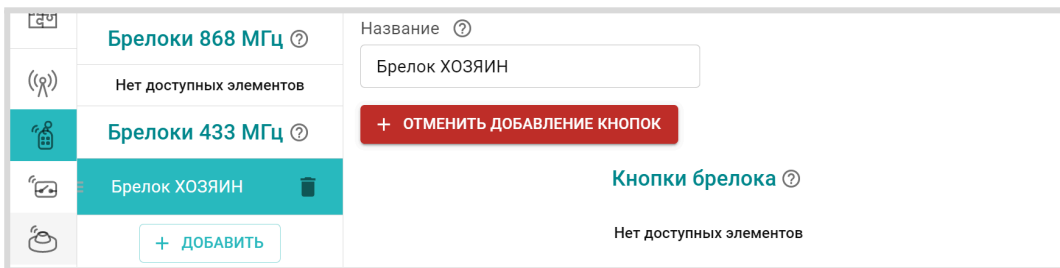 Брелоки 868 МГц
Нет доступных элементов
Брелоки 433 МГц
Брелок ХОЗЯИН
+ ДОБАВИТЬ
Название
Брелок ХОЗЯИН
+ ОТМЕНИТЬ ДОБАВЛЕНИЕ КНОПОК
Кнопки брелока
Нет доступных элементов